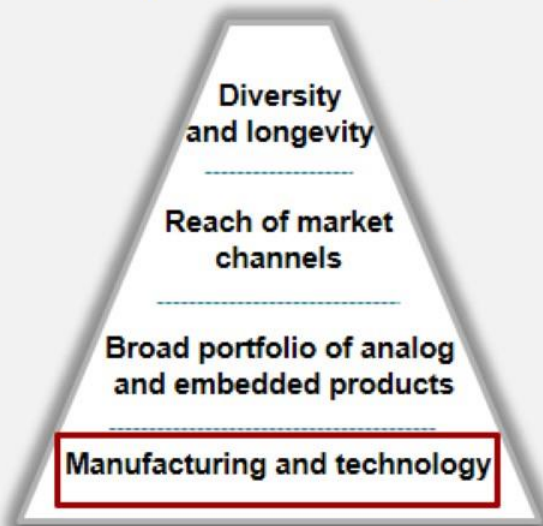 Diversity
and longevity
Reach of market
channels
Broad portfolio of analog
and embedded products
Manufacturing and technology